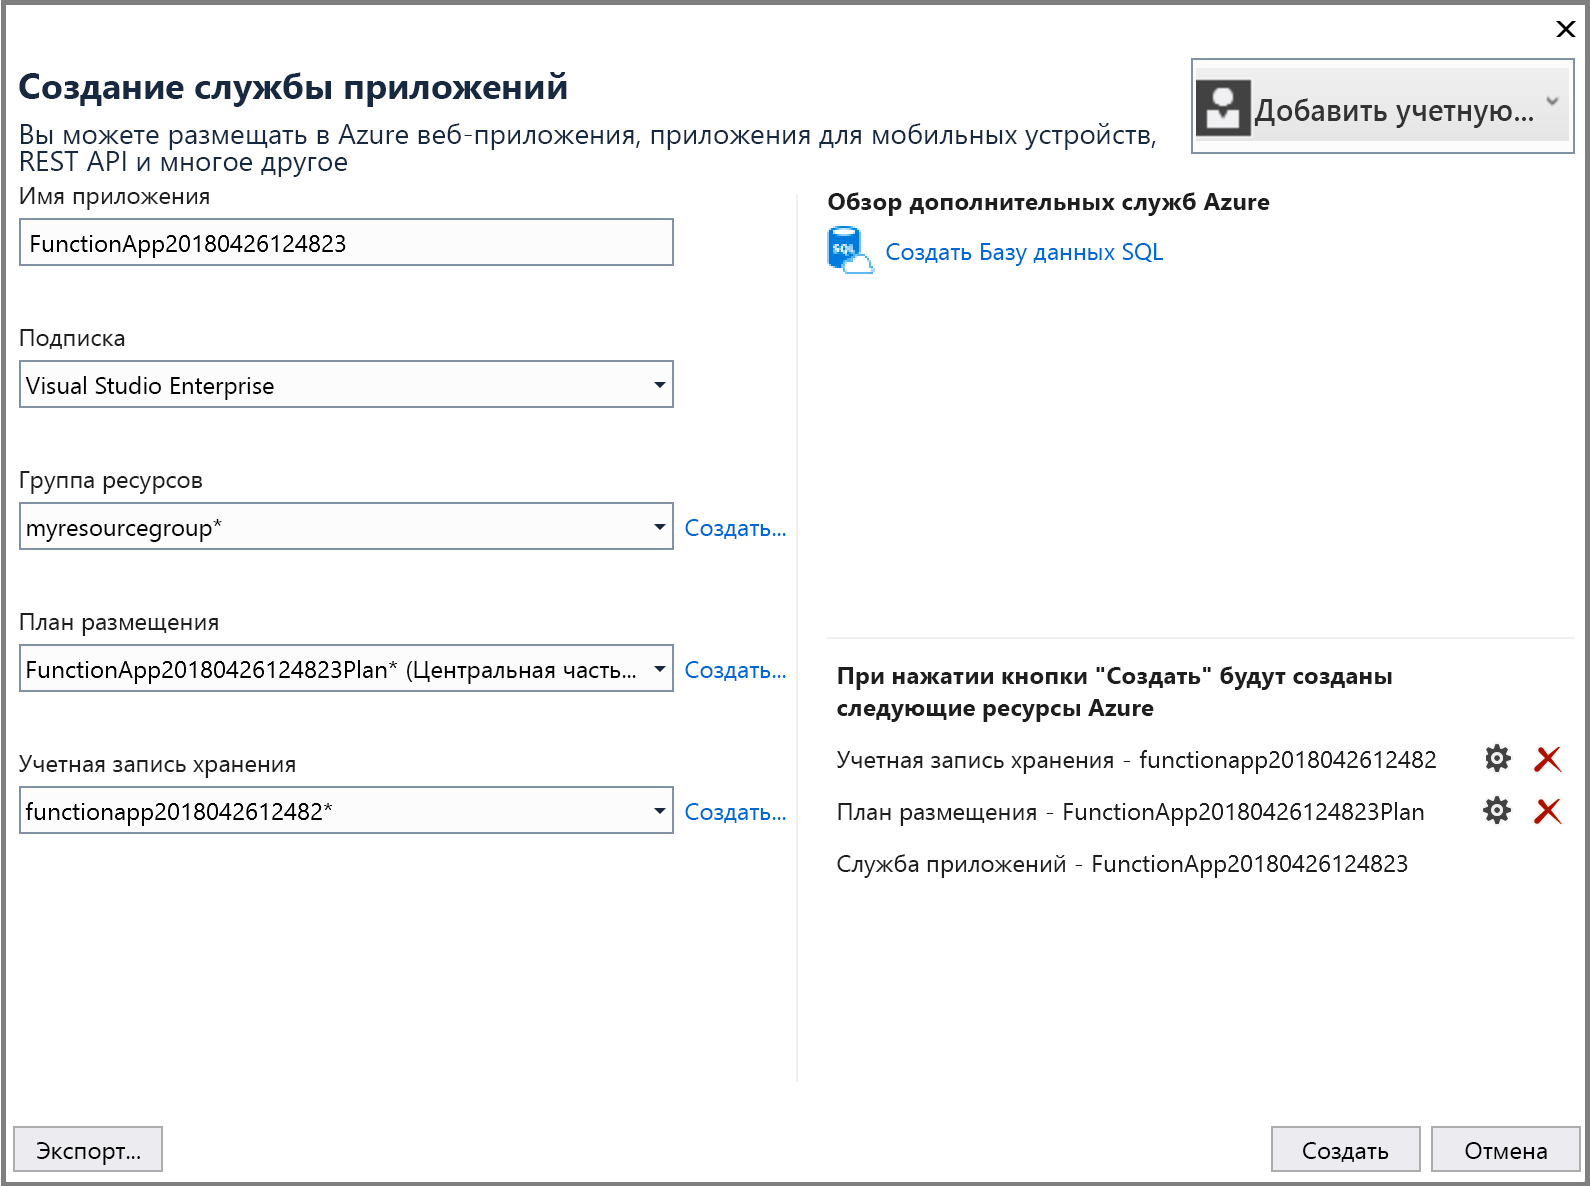 Создание службы приложений
Вы можете размещать в Azure веб-приложения, приложения для мобильных устройств,
REST API и многое другое
Добавить учетную...
Имя приложения
FunctionApp20180426124823
Подписка
Visual Studio Enterprise
Группа ресурсов
myresourcegroup*
Создать...
План размещения
FunctionApp20180426124823Plan* (Центральная часть...
Создать...
Учетная запись хранения
functionapp2018042612482*
Создать...
Обзор дополнительных служб Azure
SQL
Создать Базу данных SQL
При нажатии кнопки "Создать" будут созданы
следующие ресурсы Azure
Учетная запись хранения - functionapp2018042612482
План размещения - FunctionApp20180426124823Plan
Служба приложений - FunctionApp20180426124823
Экспорт...
Создать
Отмена